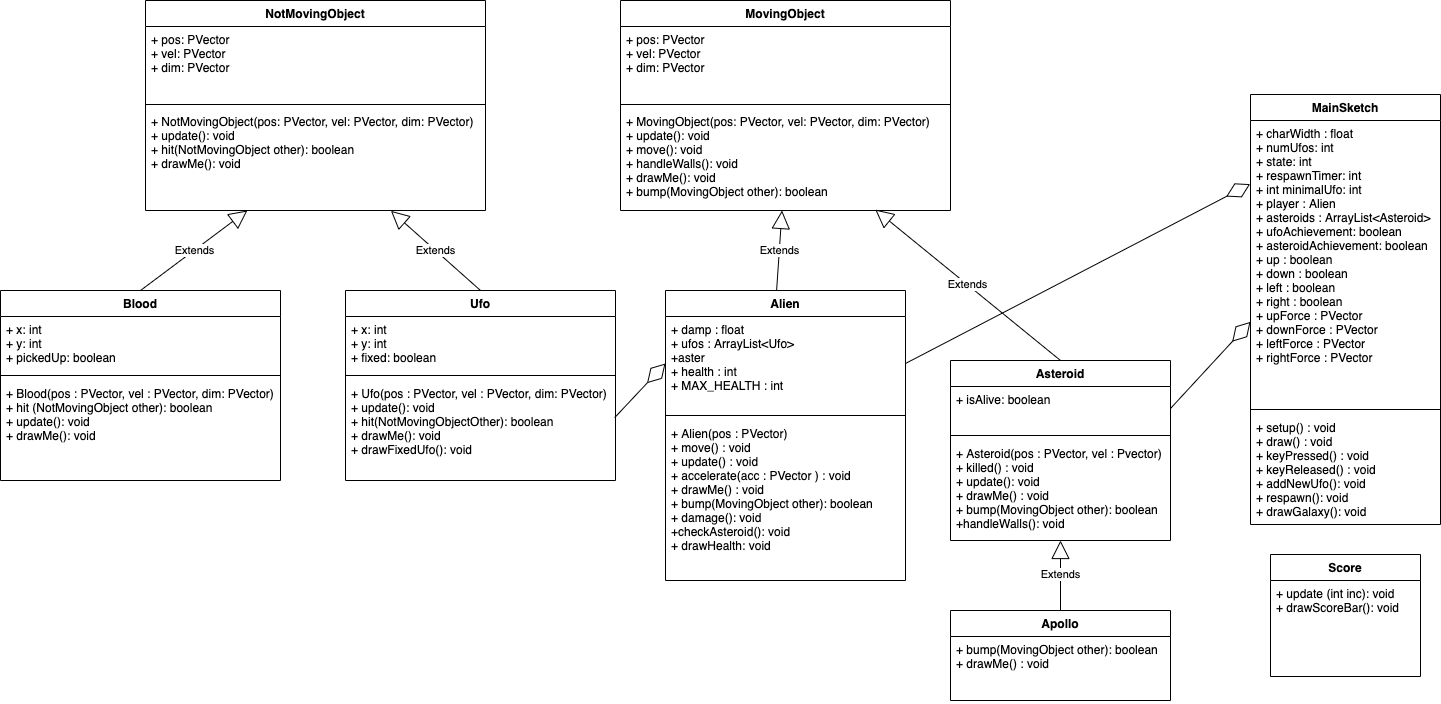 NotMovingObject
+ pos: PVector
+ vel: PVector
+ dim: PVector
+ NotMovingObject(pos: PVector, vel: PVector, dim: PVector)
+ update(): void
+ hit(NotMovingObject other): boolean
+ drawMe(): void
MovingObject
+ pos: PVector
+ vel: PVector
+ dim: PVector
+ MovingObject(pos: PVector, vel: PVector, dim: PVector)
+ update(): void
+ move(): void
+ handleWalls(): void
+ drawMe(): void
+ bump(MovingObject other): boolean
MainSketch
+ charWidth : float
+ numUfos: int
+ state: int
+ respawnTimer: int
+ int minimalUfo: int
+ player : Alien
+ asteroids : ArrayList<Asteroid>
+ ufoAchievement: boolean
+ asteroidAchievement: boolean
+ up : boolean
+ down : boolean
+ left : boolean
+ right : boolean
+ upForce : PVector
+ downForce : PVector
+ leftForce : PVector
+ rightForce : PVector
+ setup() : void
+ draw() : void
+ keyPressed() : void
+ keyReleased() : void
+ addNewUfo(): void
+ respawn(): void
+ drawGalaxy(): void
Extends
Extends
Extends
Extends
Blood
+ x: int
+ y: int
+ pickedUp: boolean
+ Blood(pos : PVector, vel : PVector, dim: PVector)
+ hit (NotMovingObject other): boolean
+ update(): void
+ drawMe(): void
Ufo
+ x: int
+ y: int
+ fixed: boolean
+ Ufo(pos : PVector, vel : PVector, dim: PVector)
+ update(): void
+ hit(NotMovingObjectOther): boolean
+ drawMe(): void
+ drawFixedUfo(): void
Alien
+ damp : float
+ ufos : ArrayList<Ufo>
+aster
+ health : int
+ MAX_HEALTH : int
+ Alien(pos : PVector)
+ move() : void
+ update() : void
+ accelerate(acc : PVector ) : void
+ drawMe() : void
+ bump(MovingObject other): boolean
+ damage(): void
+checkAsteroid(): void
+ drawHealth: void
Asteroid
+ isAlive: boolean
+ Asteroid(pos : PVector, vel : Pvector)
+ killed() : void
+ update(): void
+ drawMe() : void
+ bump(MovingObject other): boolean
+handleWalls(): void
Extends
Apollo
+ bump(MovingObject other): boolean
+ drawMe() : void
Score
+ update (int inc): void
+ drawScoreBar(): void